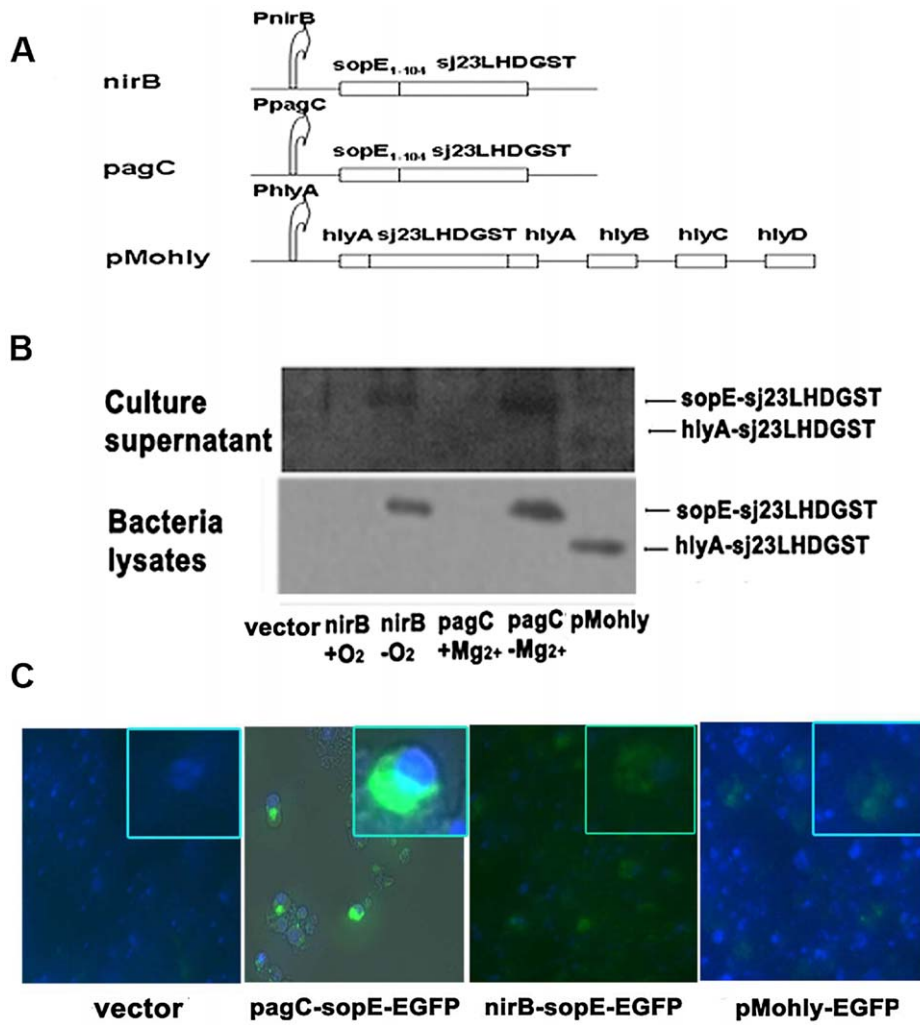 A
PnirB
nirB
sopE1-104 sj23LHDGST
PpagC
pagC
sopE1-104 sj23LHDGST
PhlyA
pMohly
hlyA sj23LHDGST hlyA hlyB hlyC hlyD
B
Culture
supernatant
sopE-sj23LHDGST
hlyA-sj23LHDGST
Bacteria
lysates
sopE-sj23LHDGST
hlyA-sj23LHDGST
vector nirB nirB pagC pagC pMohly
+O2 -O2 +Mg2+ -Mg2+
C
vector pagC-sopE-EGFP nirB-sopE-EGFP pMohly-EGFP